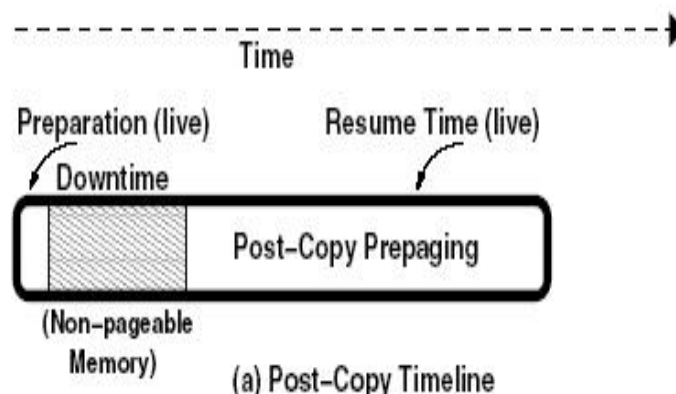 Time
Preparation (live)
Resume Time (live)
Downtime
Post-Copy Prepaging
(Non-pageable
Memory)
(a) Post-Copy Timeline